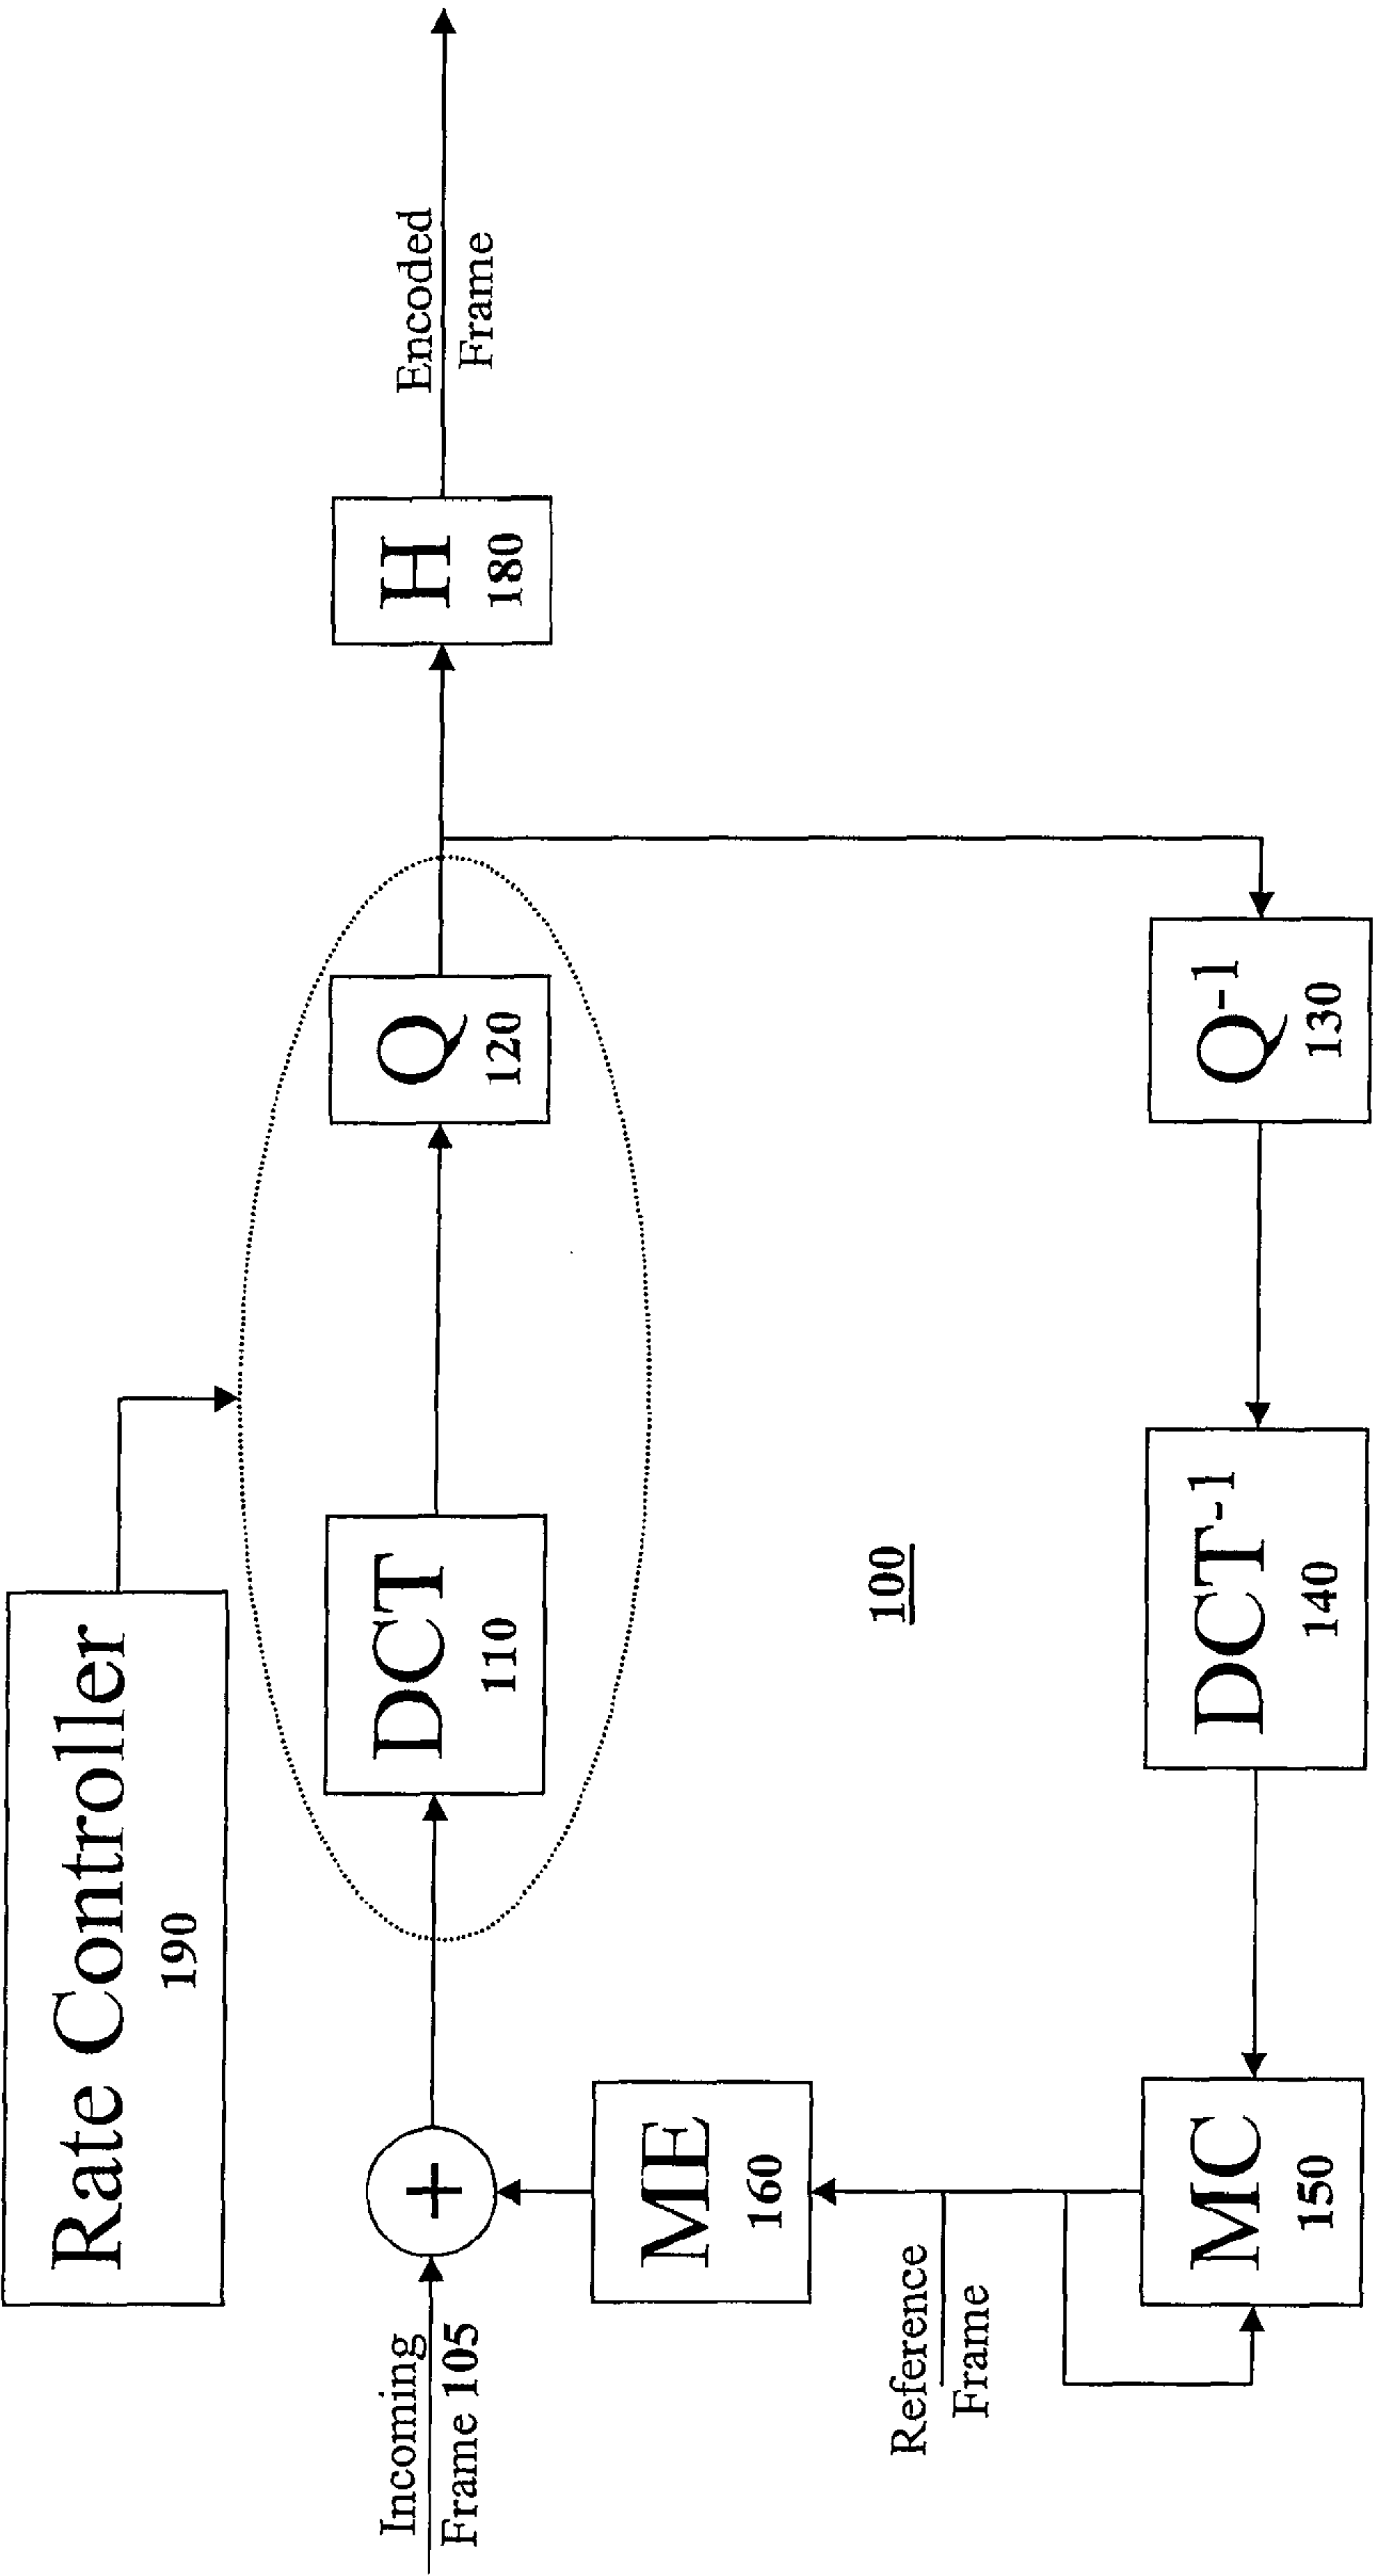 Rate Controller
190
Incoming
Frame 105
+
DCT
110
Q
120
H
180
Encoded
Frame
ME
160
100
Reference
Frame
MC
150
DCT-1
140
Q-1
130